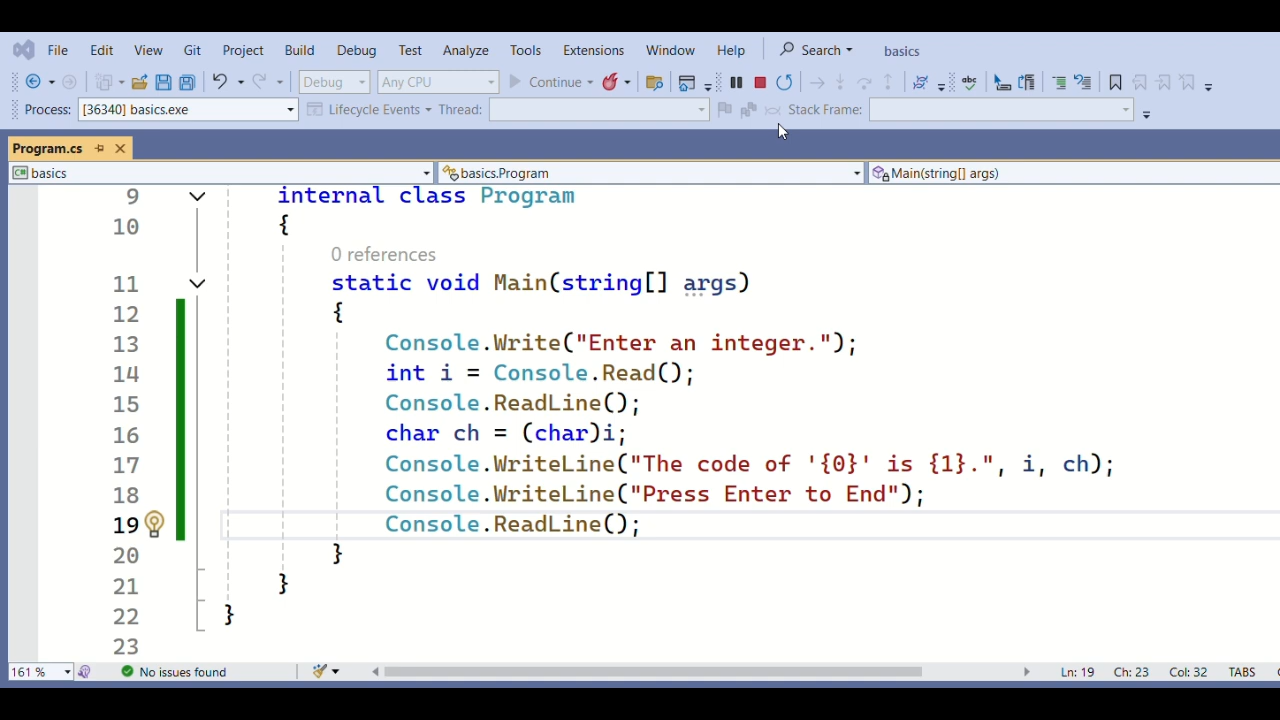 File Edit View Git Project Build Debug Test Analyze Tools Extensions Window Help Search basics
Debug Any CPU Continue
Process: [36340] basics.exe Lifecycle Events Thread: Stack Frame:
Program.cs
basics basics.Program Main(string[] args)
9 internal class Program
10 {
0 references
11 static void Main(string[] args)
12 {
13 Console.Write("Enter an integer.");
14 int i = Console.Read();
15 Console.ReadLine();
16 char ch = (char)i;
17 Console.WriteLine("The code of '{0}' is {1}.", i, ch);
18 Console.WriteLine("Press Enter to End");
19 Console.ReadLine();
20 }
21 }
22 }
23
161 % No issues found Ln: 19 Ch: 23 Col: 32 TABS